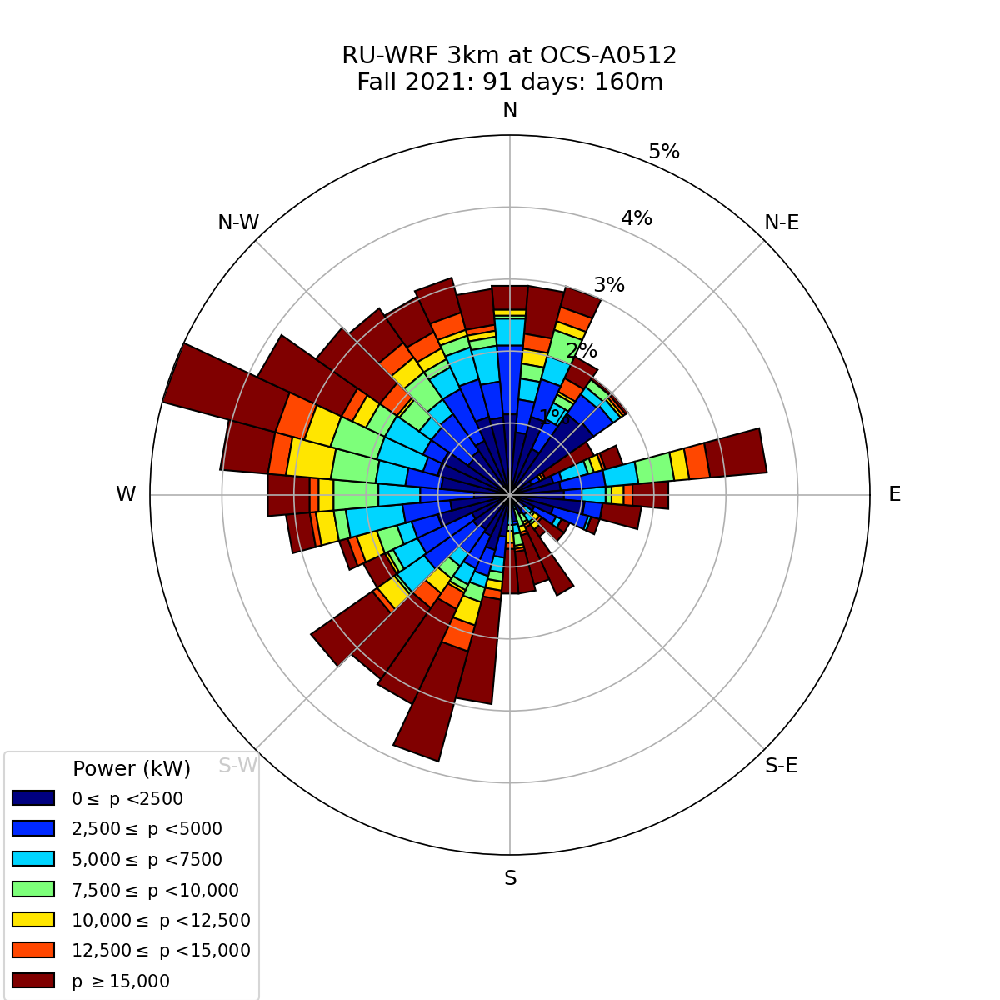 RU-WRF 3km at OCS-A0512
Fall 2021: 91 days: 160m
N
5%
N-W
4%
N-E
3%
2%
1%
W
E
S-W
S-E
S
Power (kW)
0≤ p <2500
2,500≤ p <5000
5,000≤ p <7500
7,500≤ p <10,000
10,000≤ p <12,500
12,500≤ p <15,000
p ≥15,000